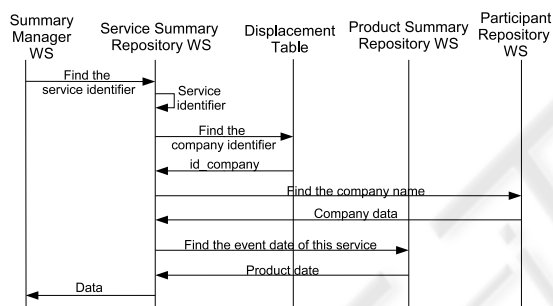 Summary
Manager
WS
Service Summary
Repository WS
Displacement
Table
Product Summary
Repository WS
Participant
Repository
WS
Find the
service identifier
Service
identifier
Find the
company identifier
id_company
Find the company name
Company data
Find the event date of this service
Product date
Data